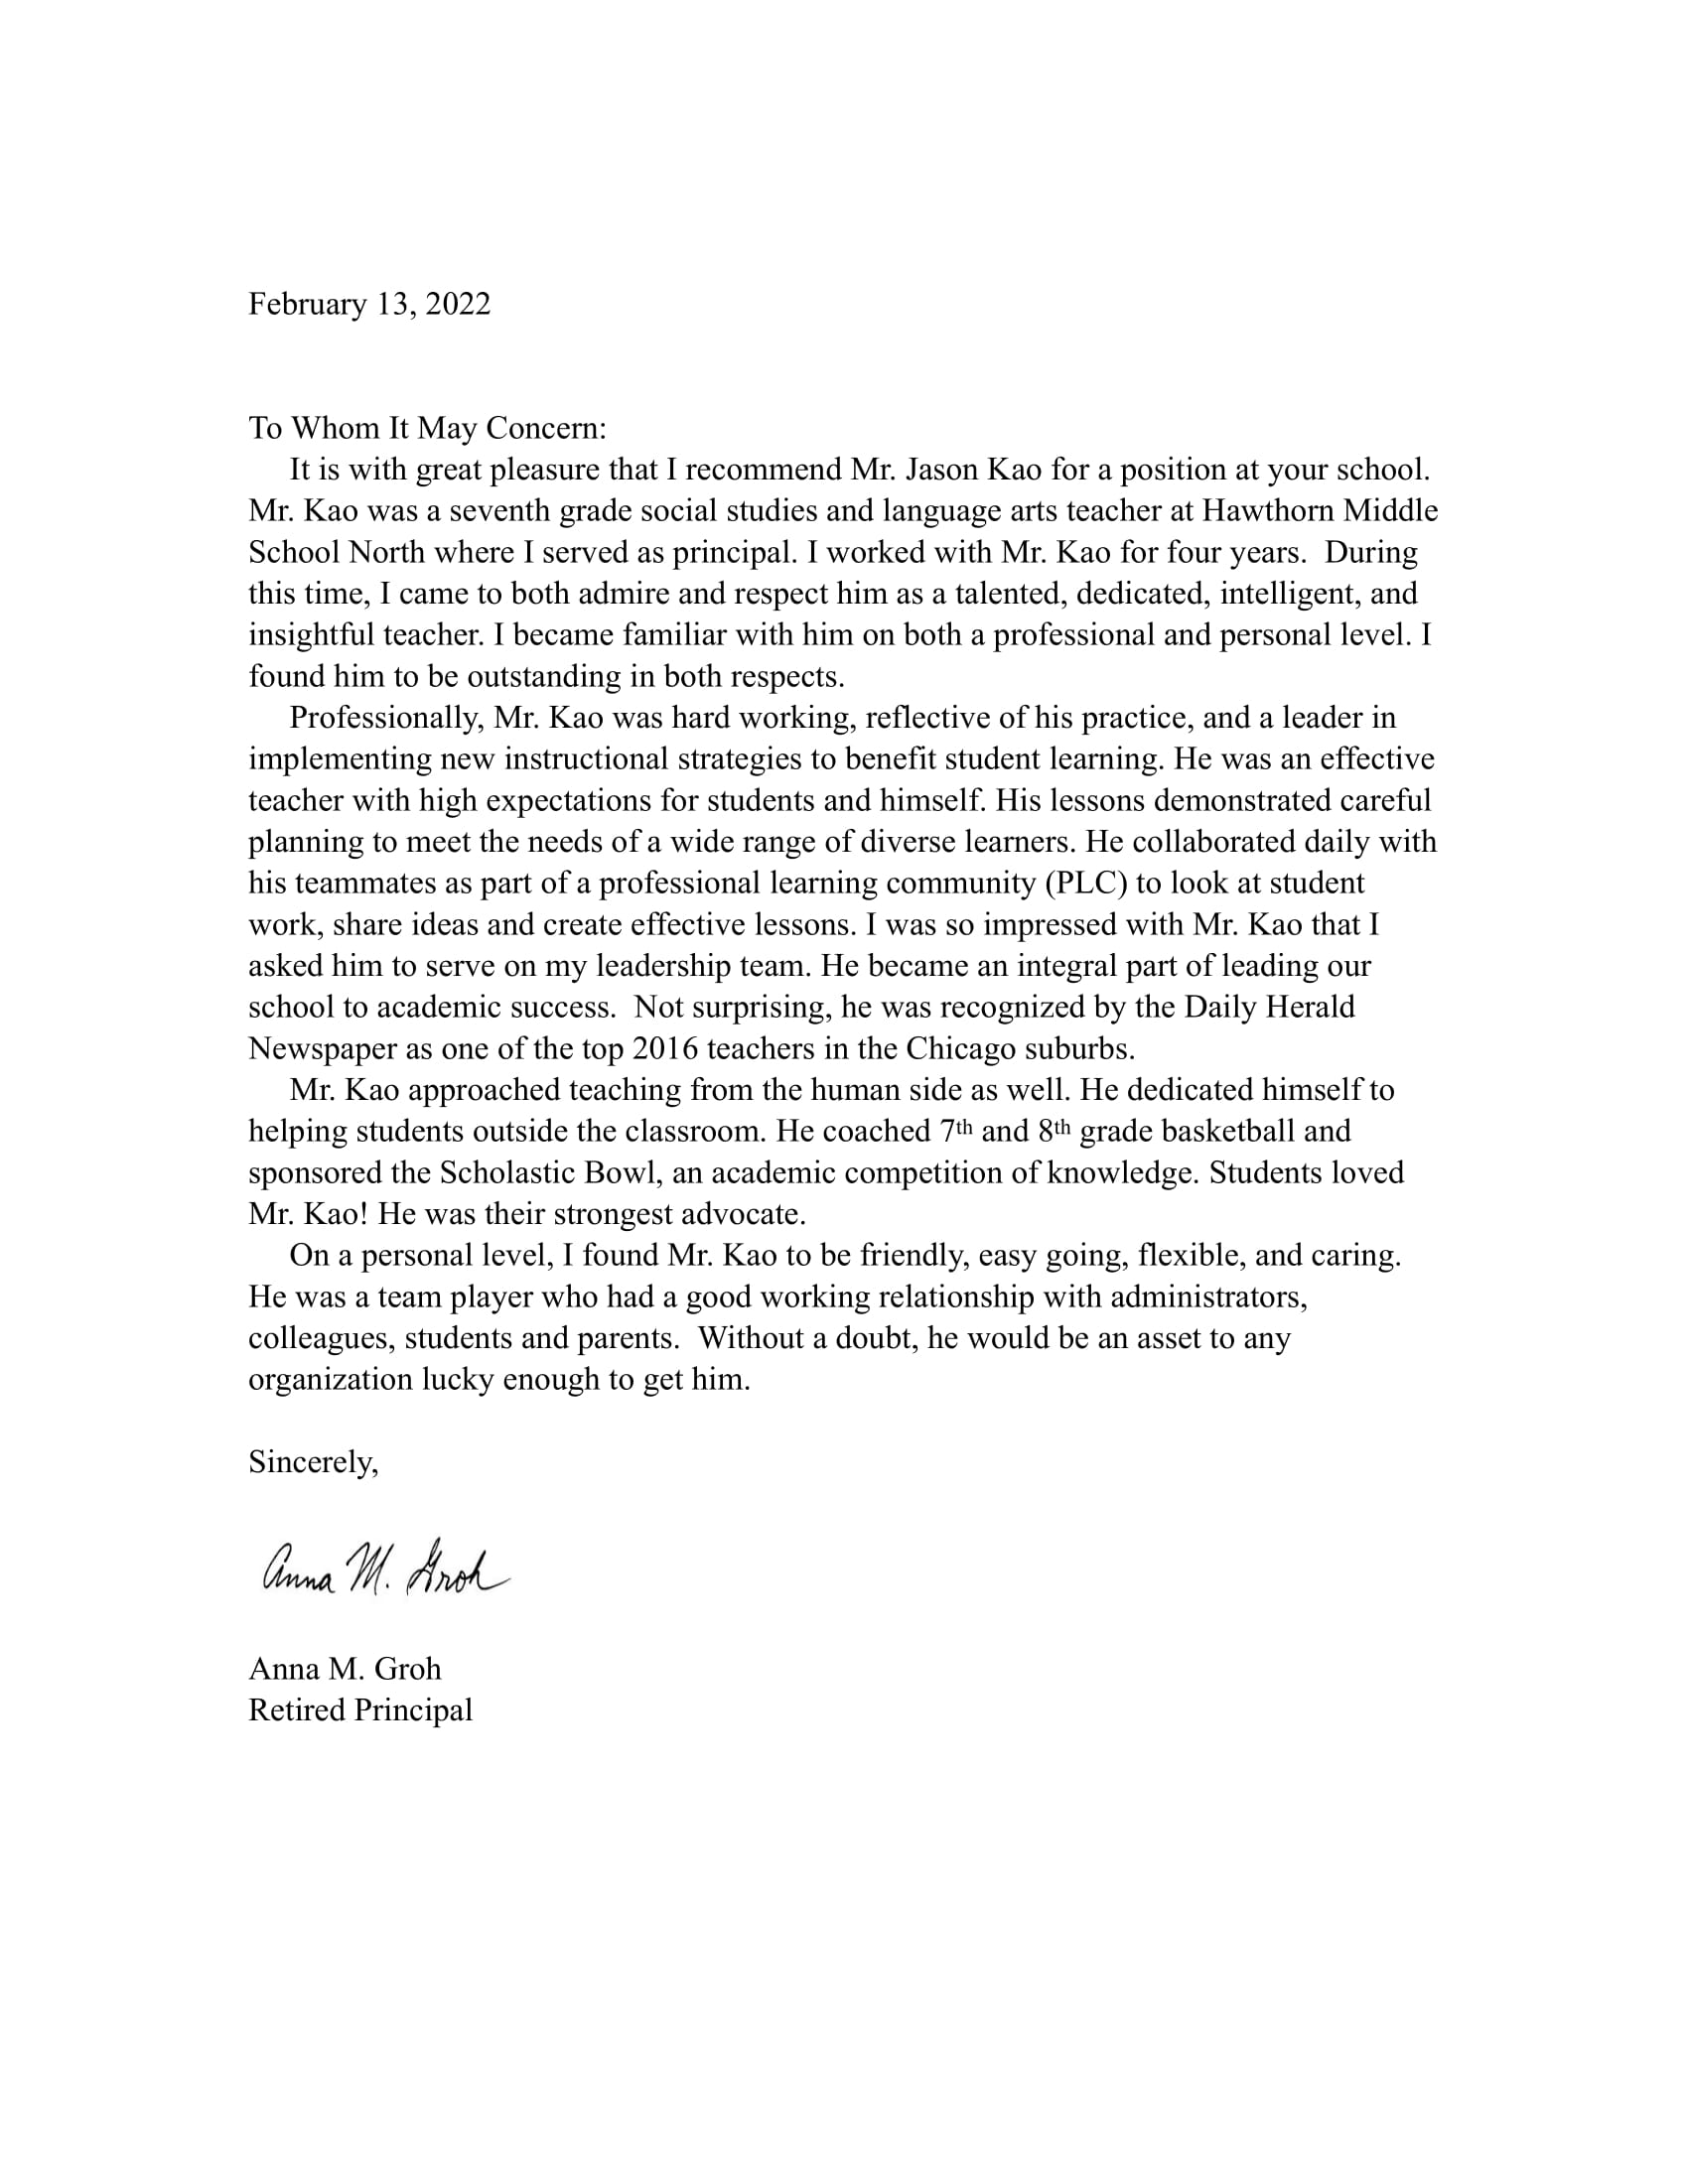 February 13, 2022
To Whom It May Concern:
It is with great pleasure that I recommend Mr. Jason Kao for a position at your school.
Mr. Kao was a seventh grade social studies and language arts teacher at Hawthorn Middle
School North where I served as principal. I worked with Mr. Kao for four years.  During
this time, I came to both admire and respect him as a talented, dedicated, intelligent, and
insightful teacher. I became familiar with him on both a professional and personal level. I
found him to be outstanding in both respects.
Professionally, Mr. Kao was hard working, reflective of his practice, and a leader in
implementing new instructional strategies to benefit student learning. He was an effective
teacher with high expectations for students and himself. His lessons demonstrated careful
planning to meet the needs of a wide range of diverse learners. He collaborated daily with
his teammates as part of a professional learning community (PLC) to look at student
work, share ideas and create effective lessons. I was so impressed with Mr. Kao that I
asked him to serve on my leadership team. He became an integral part of leading our
school to academic success.  Not surprising, he was recognized by the Daily Herald
Newspaper as one of the top 2016 teachers in the Chicago suburbs.
Mr. Kao approached teaching from the human side as well. He dedicated himself to
helping students outside the classroom. He coached 7th and 8th grade basketball and
sponsored the Scholastic Bowl, an academic competition of knowledge. Students loved
Mr. Kao! He was their strongest advocate.
On a personal level, I found Mr. Kao to be friendly, easy going, flexible, and caring.
He was a team player who had a good working relationship with administrators,
colleagues, students and parents.  Without a doubt, he would be an asset to any
organization lucky enough to get him.
Sincerely,
Anna M. Groh
Anna M. Groh
Retired Principal